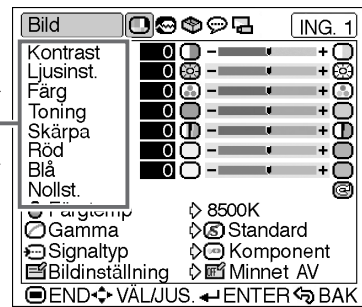 Bild ING. 1
Kontrast 0 - +
Ljusinst. 0 - +
Färg 0 - +
Toning 0 - +
Skärpa 0 - +
Röd 0 - +
Blå 0 - +
Nollst.
Färgtemp 8500K
Gamma S Standard
Signaltyp Komponent
Bildinställning Minnet AV
END VÄL/JUS. ENTER BAK